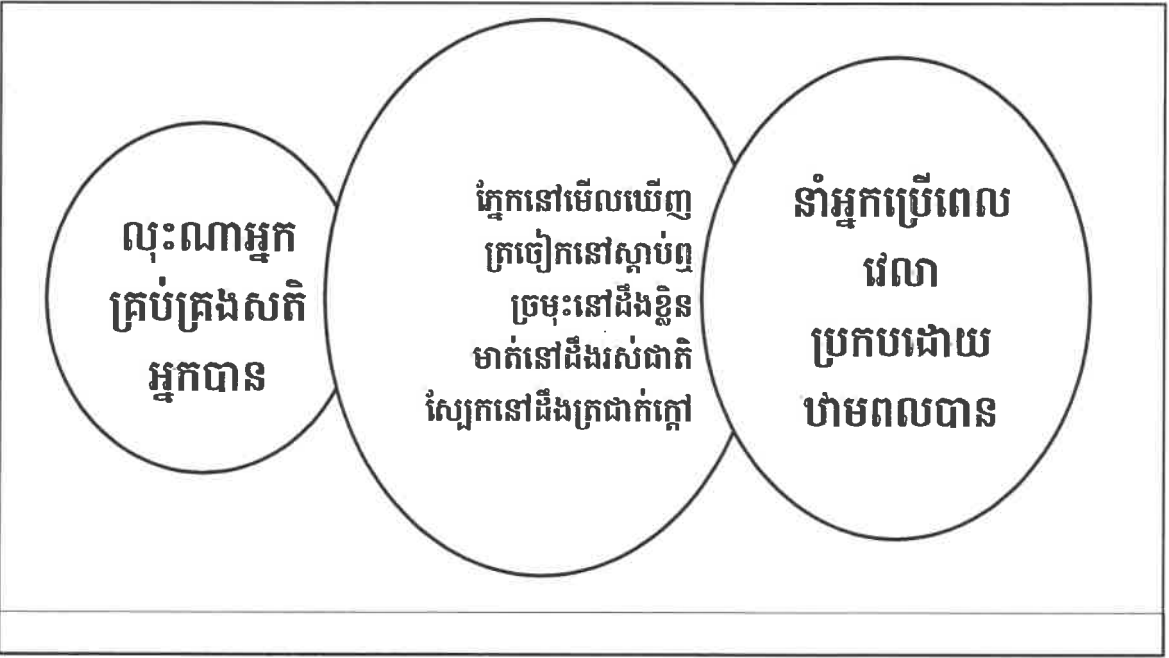 លុះណាអ្នក
គ្រប់គ្រងសតិ
អ្នកបាន
ភ្នែកនៅមើលឃើញ
ត្រចៀកនៅស្តាប់ឮ
ច្រមុះនៅដឹងខ្លិន
មាត់នៅដឹងរស់ជាតិ
ស្បែកនៅដឹងត្រជាក់ក្តៅ
នាំអ្នកប្រើពេល
វេលា
ប្រកបដោយ
ឋាមពលបាន